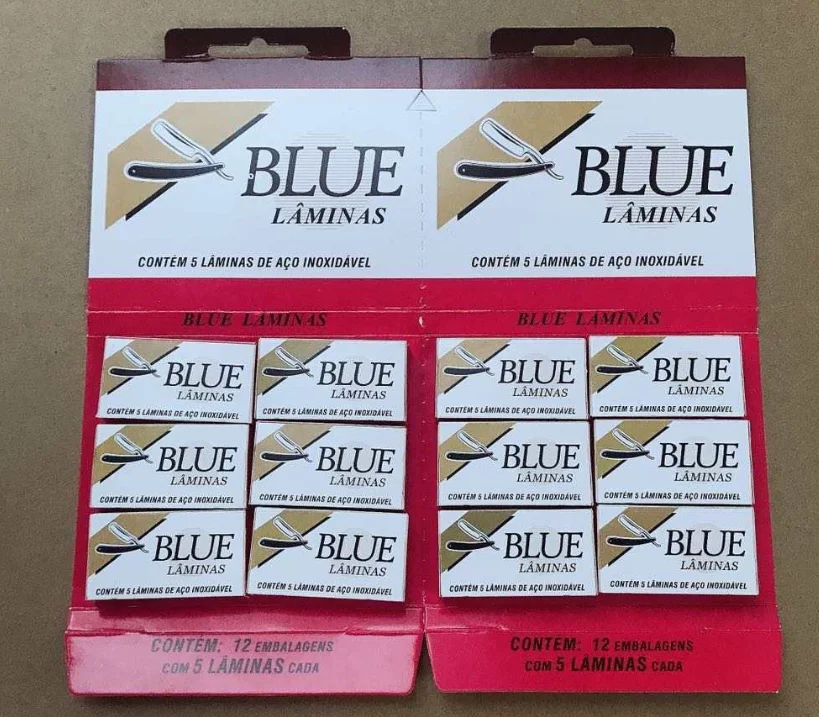 BLUE
LÂMINAS
CONTÉM 5 LÂMINAS DE AÇO INOXIDÁVEL
BLUE
LÂMINAS
CONTÉM 5 LÂMINAS DE AÇO INOXIDÁVEL
BLUE LÂMINAS
BLUE LÂMINAS
BLUE
LÂMINAS
CONTÉM 5 LÂMINAS DE AÇO INOXIDÁVEL
BLUE
LÂMINAS
CONTÉM 5 LÂMINAS DE AÇO INOXIDÁVEL
BLUE
LÂMINAS
CONTÉM 5 LÂMINAS DE AÇO INOXIDÁVEL
BLUE
LÂMINAS
CONTÉM 5 LÂMINAS DE AÇO INOXIDÁVEL
BLUE
LÂMINAS
CONTÉM 5 LÂMINAS DE AÇO INOXIDÁVEL
BLUE
LÂMINAS
CONTÉM 5 LÂMINAS DE AÇO INOXIDÁVEL
BLUE
LÂMINAS
CONTÉM 5 LÂMINAS DE AÇO INOXIDÁVEL
BLUE
LÂMINAS
CONTÉM 5 LÂMINAS DE AÇO INOXIDÁVEL
BLUE
LÂMINAS
CONTÉM 5 LÂMINAS DE AÇO INOXIDÁVEL
BLUE
LÂMINAS
CONTÉM 5 LÂMINAS DE AÇO INOXIDÁVEL
BLUE
LÂMINAS
CONTÉM 5 LÂMINAS DE AÇO INOXIDÁVEL
BLUE
LÂMINAS
CONTÉM 5 LÂMINAS DE AÇO INOXIDÁVEL
CONTÉM: 12 EMBALAGENS
COM 5 LÂMINAS CADA
CONTÉM: 12 EMBALAGENS
COM 5 LÂMINAS CADA